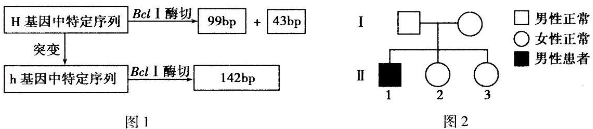 H 基因中特定序列 BclⅠ酶切 99bp + 43bp
突变
h 基因中特定序列 BclⅠ酶切 142bp
图 1
Ⅰ
Ⅱ
1 2 3
男性正常
女性正常
男性患者
图 2